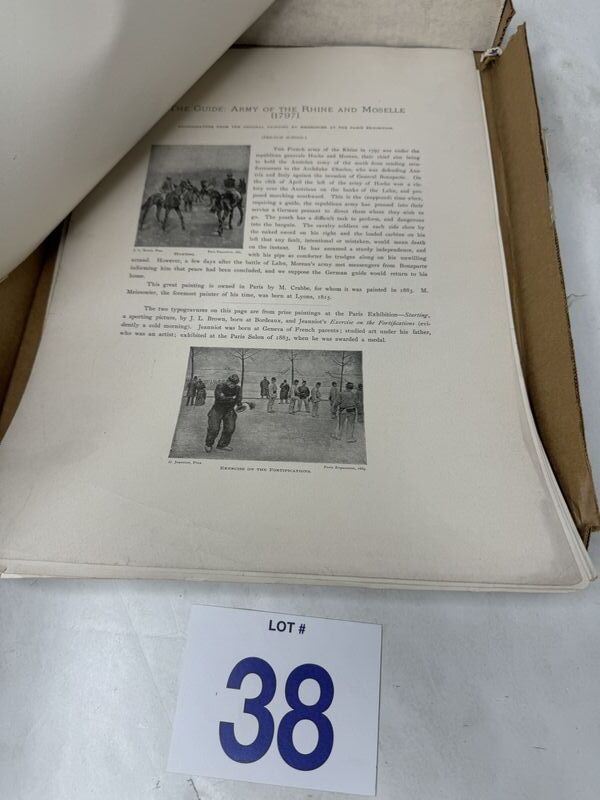 The Guide: Army of the Rhine and Moselle
[1797]
(FRENCH SCHOOL)
The French army of the Rhine in 1797 was under the
republican generals Hoche and Moreau, their chief aim being
to hold the Austrian army of the north from sending rein-
forcements to the Archduke Charles, who was defending Aus-
tria and Italy against the invasion of General Bonaparte. On
the 18th of April the left of the army of Hoche won a vic-
tory over the Austrians on the banks of the Lahn, and pro-
posed marching southward. This is the supposed time when,
requiring a guide, the republican army has pressed into their
service a German peasant to direct them where they wish to
go. The youth has a difficult task to perform, and dangerous
into the bargain. The cavalry soldiers on each side show by
the naked sword on his right and the loaded carbine on his
left that any fault, intentional or mistaken, would mean death
on the instant. He has assumed a sturdy independence, and
with his pipe as comforter he trudges along on his unwilling
errand. However, a few days after the battle of Lahn, Moreau's army met messengers from Bonaparte
informing him that peace had been concluded, and we suppose the German guide would return to his
home.
This great painting is owned in Paris by M. Crabbe, for whom it was painted in 1883. M.
Meissonier, the foremost painter of his time, was born at Lyons, 1815.
The two typogravures on this page are from prize paintings at the Paris Exhibition—Starting,
a sporting picture, by J. L. Brown, born at Bordeaux, and Jeanniot's Exercise on the Fortifications (evi-
dently a cold morning). Jeanniot was born at Geneva of French parents; studied art under his father,
who was an artist; exhibited at the Paris Salon of 1883, when he was awarded a medal.
G. Jeanniot, Pinx. Paris Exposition, 1889
Exercise on the Fortifications.
LOT #
38